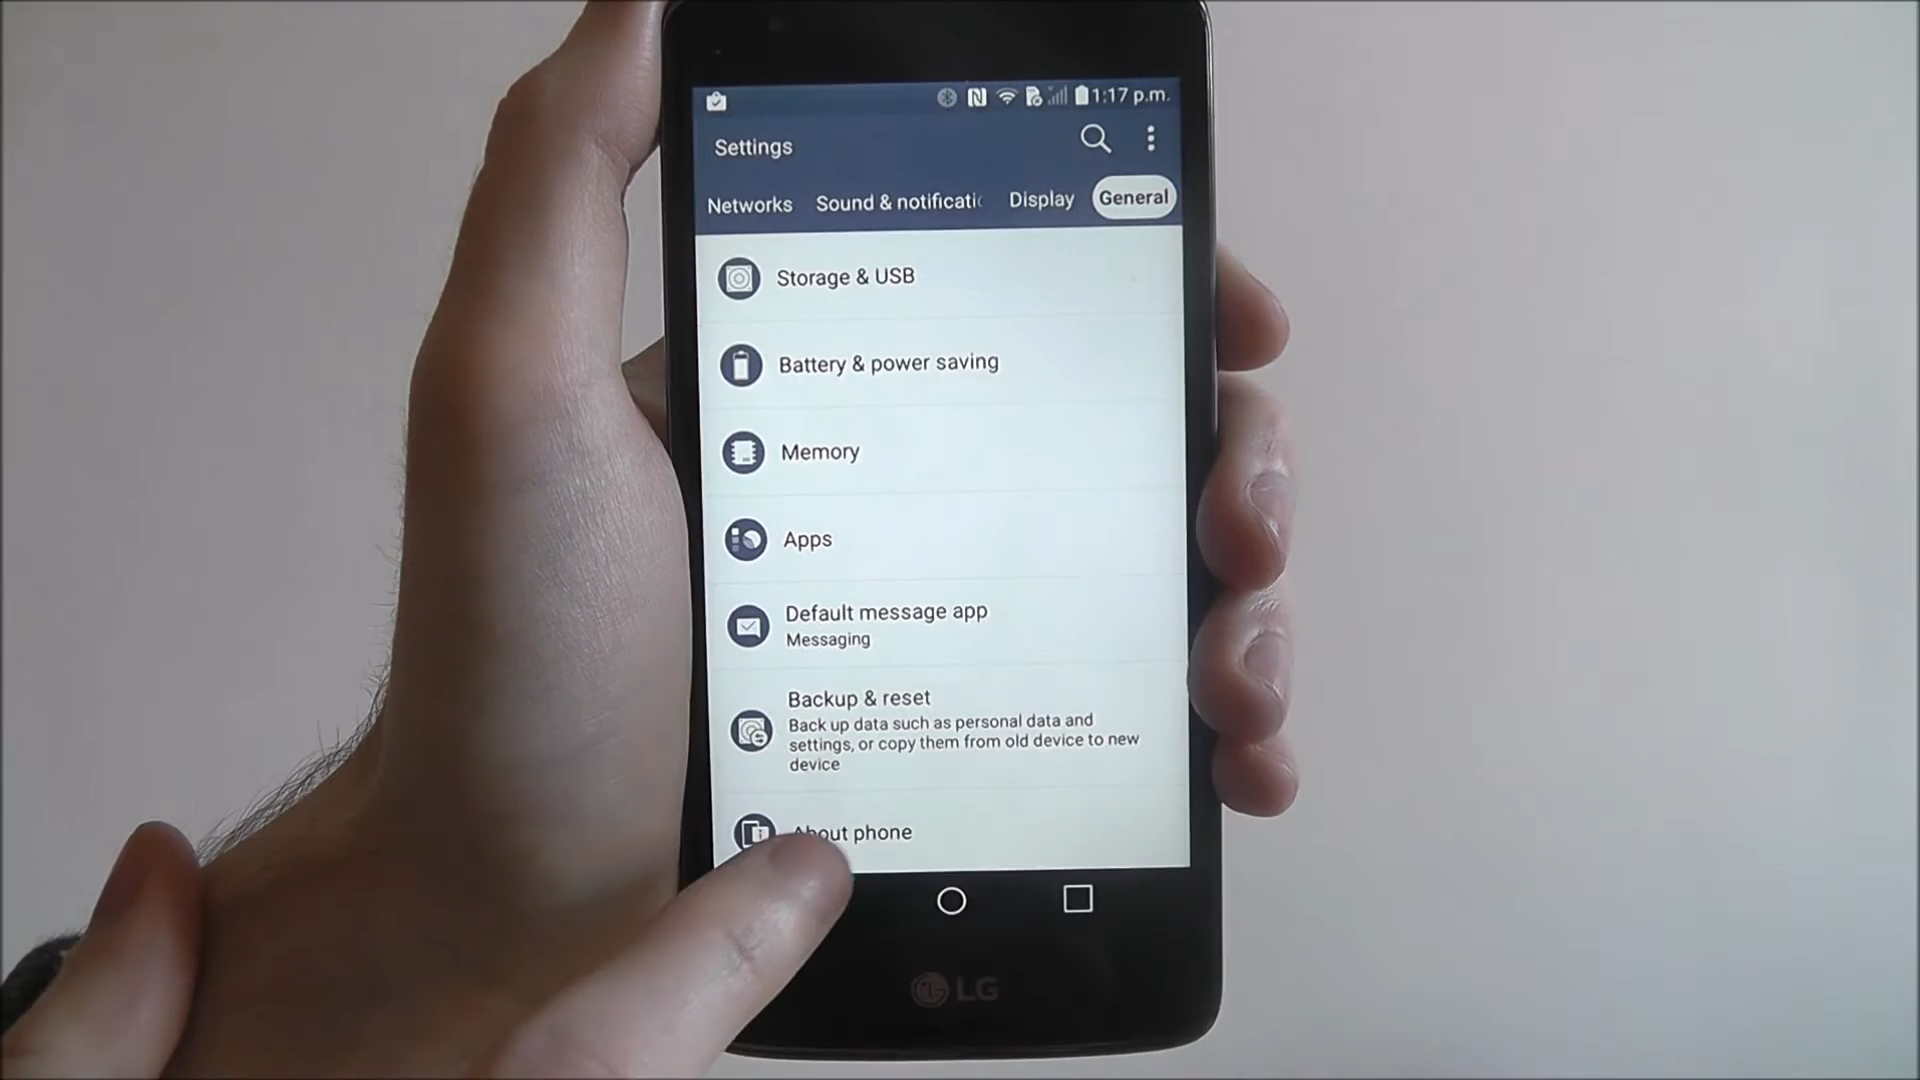 1:17 p.m.
Settings
Networks Sound & notificati Display General
Storage & USB
Battery & power saving
Memory
Apps
Default message app
Messaging
Backup & reset
Back up data such as personal data and
settings, or copy them from old device to new
device
About phone
LG